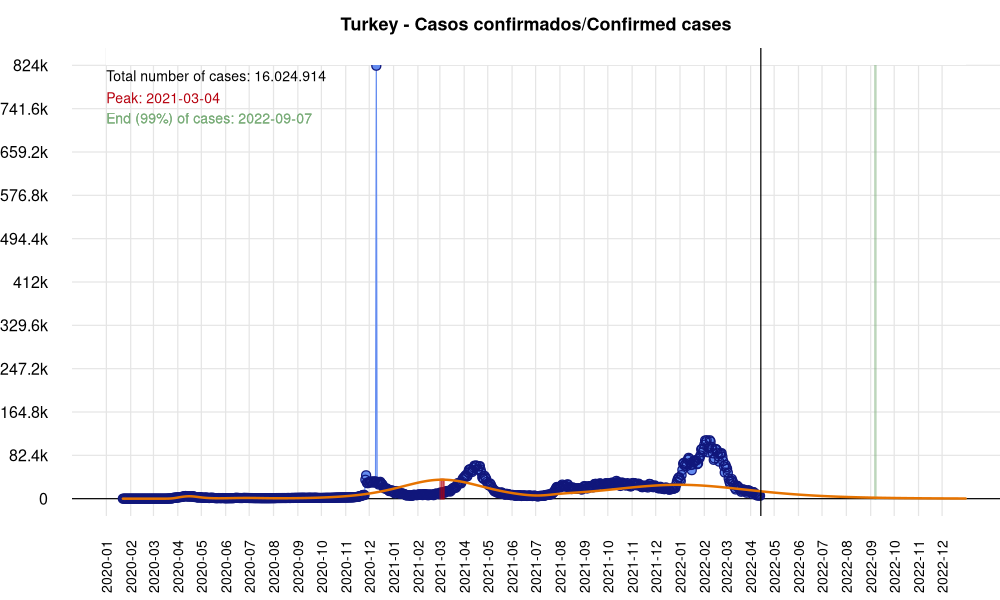 Turkey - Casos confirmados/Confirmed cases
824k
Total number of cases: 16.024.914
Peak: 2021-03-04
741.6k
End (99%) of cases: 2022-09-07
659.2k
576.8k
494.4k
412k
329.6k
247.2k
164.8k
82.4k
0
2020-01
2020-02
2020-03
2020-04
2020-05
2020-06
2020-07
2020-08
2020-09
2020-10
2020-11
2020-12
2021-01
2021-02
2021-03
2021-04
2021-05
2021-06
2021-07
2021-08
2021-09
2021-10
2021-11
2021-12
2022-01
2022-02
2022-03
2022-04
2022-05
2022-06
2022-07
2022-08
2022-09
2022-10
2022-11
2022-12